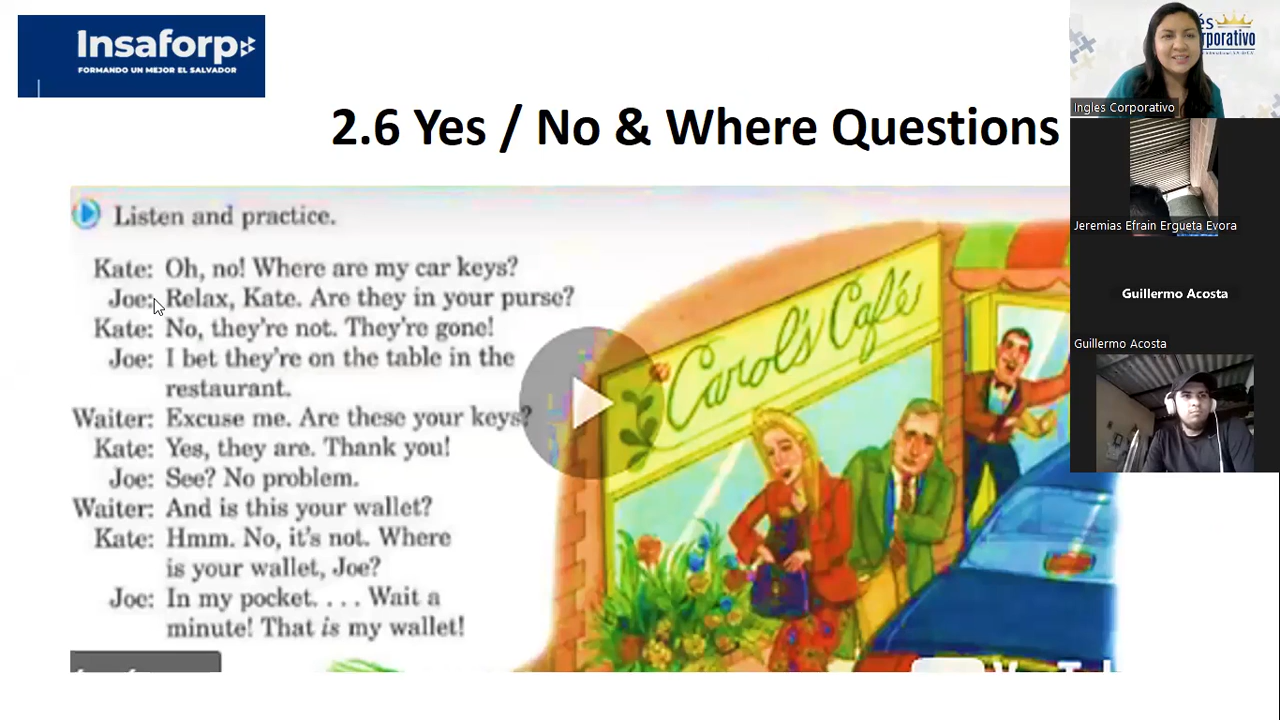 Insaforp
FORMANDO UN MEJOR EL SALVADOR
2.6 Yes / No & Where Questions
Listen and practice.
Kate: Oh, no! Where are my car keys?
Joe: Relax, Kate. Are they in your purse?
Kate: No, they're not. They're gone!
Joe: I bet they're on the table in the
restaurant.
Waiter: Excuse me. Are these your keys?
Kate: Yes, they are. Thank you!
Joe: See? No problem.
Waiter: And is this your wallet?
Kate: Hmm. No, it's not. Where
is your wallet, Joe?
Joe: In my pocket. . . . Wait a
minute! That is my wallet!
Carol's Café
Ingles Corporativo
Jeremias Efrain Ergueta Evora
Guillermo Acosta
Guillermo Acosta